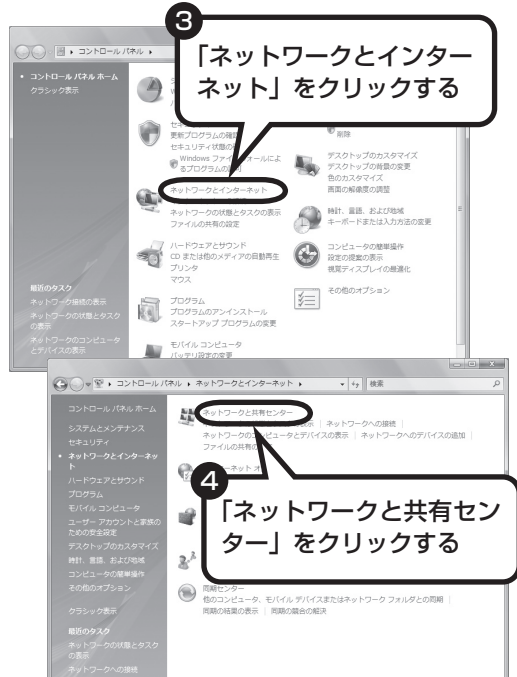 3
「ネットワークとインター
ネット」をクリックする
コントロール パネル
コントロール パネル ホーム
クラシック表示
更新プログラムの確認
セキュリティ状態の
Windows ファイ
ォールによ
るプログラムの
ネットワークとインターネット
ネットワークの状態とタスクの表示
ファイルの共有の設定
ハードウェアとサウンド
CD または他のメディアの自動再生
プリンタ
マウス
プログラム
プログラムのアンインストール
スタートアップ プログラムの変更
モバイル コンピュータ
バッテリ設定の変更
削除
デスクトップのカスタマイズ
デスクトップの背景の変更
色のカスタマイズ
画面の解像度の調整
時計、言語、および地域
キーボードまたは入力方法の変更
コンピュータの簡単操作
設定の提案の表示
視覚ディスプレイの最適化
その他のオプション
最近のタスク
ネットワーク接続の表示
ネットワークの状態とタスク
の表示
ネットワークのコンピュータ
とデバイスの表示
コントロール パネル ネットワークとインターネット
検索
コントロール パネル ホーム
システムとメンテナンス
セキュリティ
ネットワークとインターネッ
ト
ハードウェアとサウンド
プログラム
モバイル コンピュータ
ユーザー アカウントと家族の
ための安全設定
デスクトップのカスタマイズ
時計、言語、および地域
コンピュータの簡単操作
その他のオプション
クラシック表示
最近のタスク
ネットワークの状態とタスク
の表示
ネットワークへの接続
ネットワークと共有センター
の表示 | ネットワークへの接続 |
ネットワークのコンピュータとデバイスの表示 | ネットワークへのデバイスの追加 |
ファイルの共有の
ーネット オ
4
「ネットワークと共有セン
ター」をクリックする
同期センター
他のコンピュータ、モバイル デバイスまたはネットワーク フォルダとの同期 |
同期の結果の表示 | 同期の競合の解決